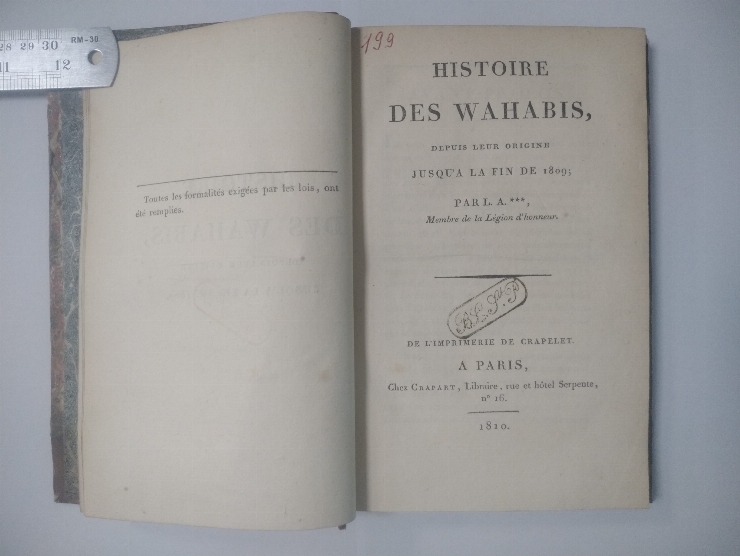 28 29 30
RM-30
11 12
Toutes les formalités exigées par les lois, ont
été remplies.
199
HISTOIRE
DES WAHABIS,
DEPUIS LEUR ORIGINE
JUSQU'A LA FIN DE 1809;
PAR L. A. ***,
Membre de la Légion d'honneur.
DE L'IMPRIMERIE DE CRAPELET.
A PARIS,
Chez CRAPART, Libraire, rue et hôtel Serpente,
n° 16.
1810.